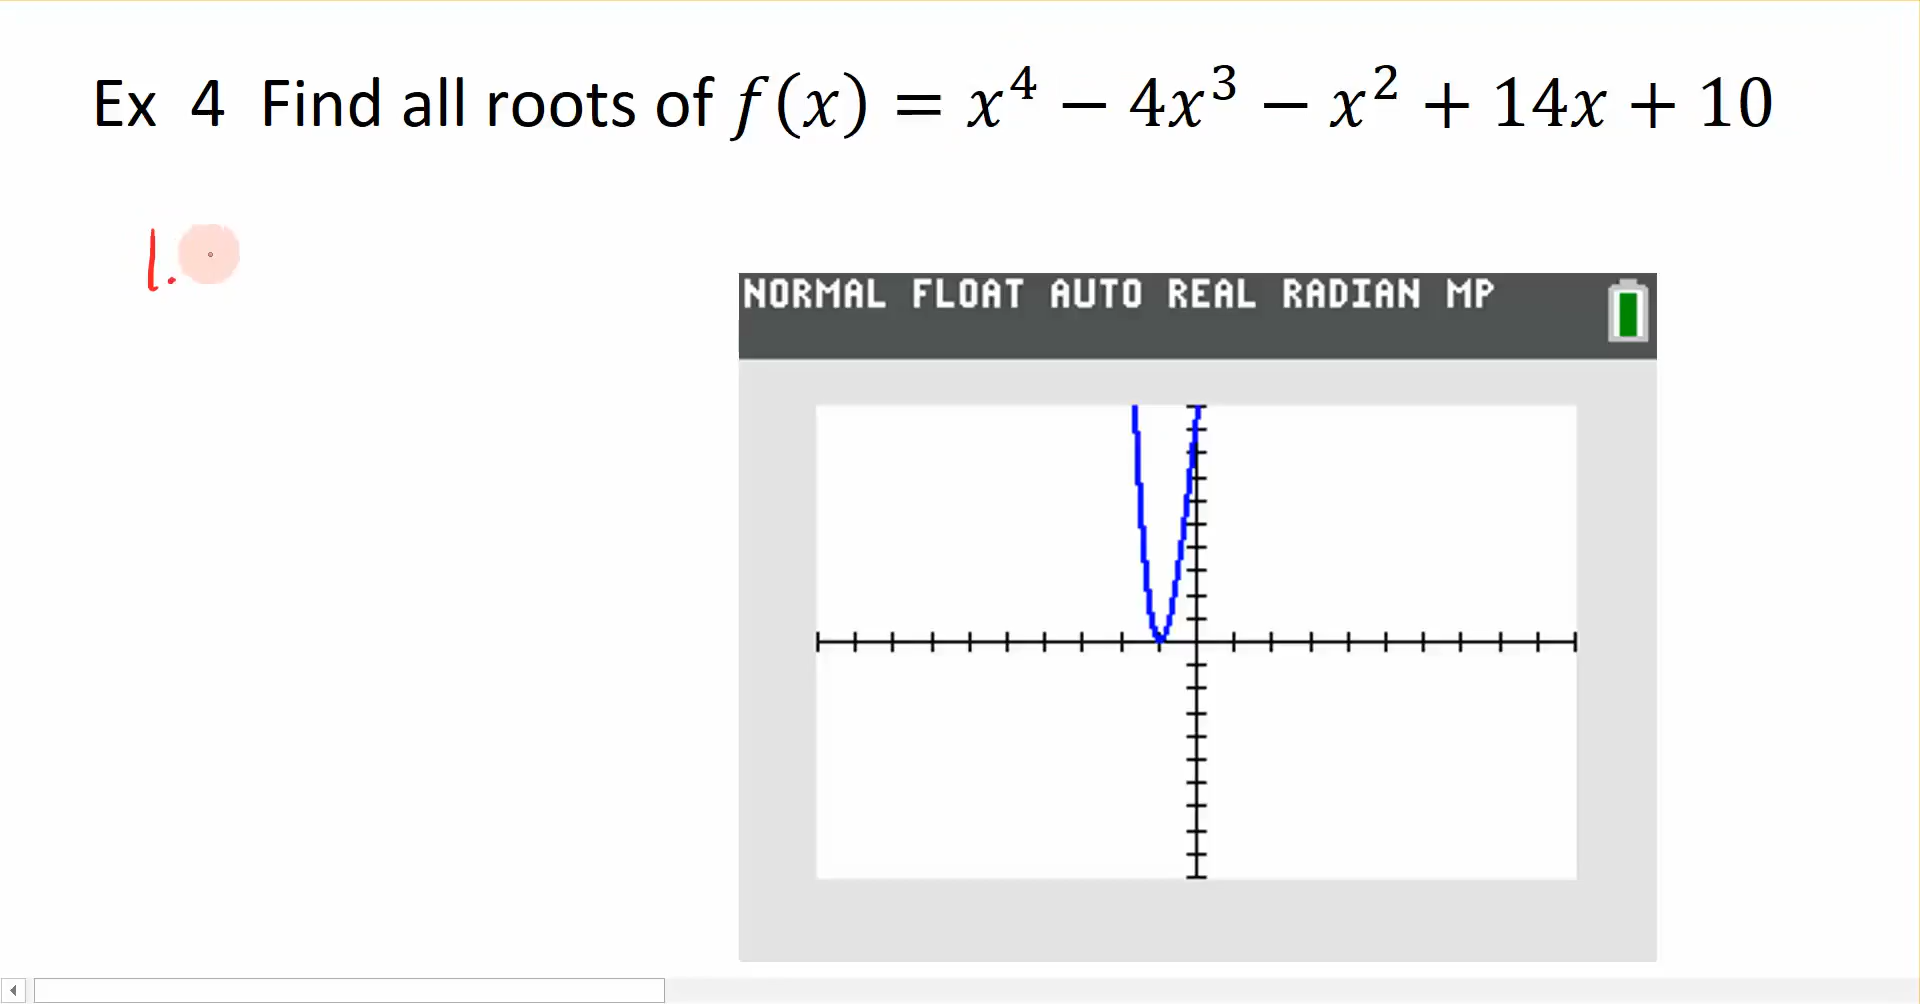 Ex 4 Find all roots of f(x) = x⁴ − 4x³ − x² + 14x + 10
1.
NORMAL FLOAT AUTO REAL RADIAN MP